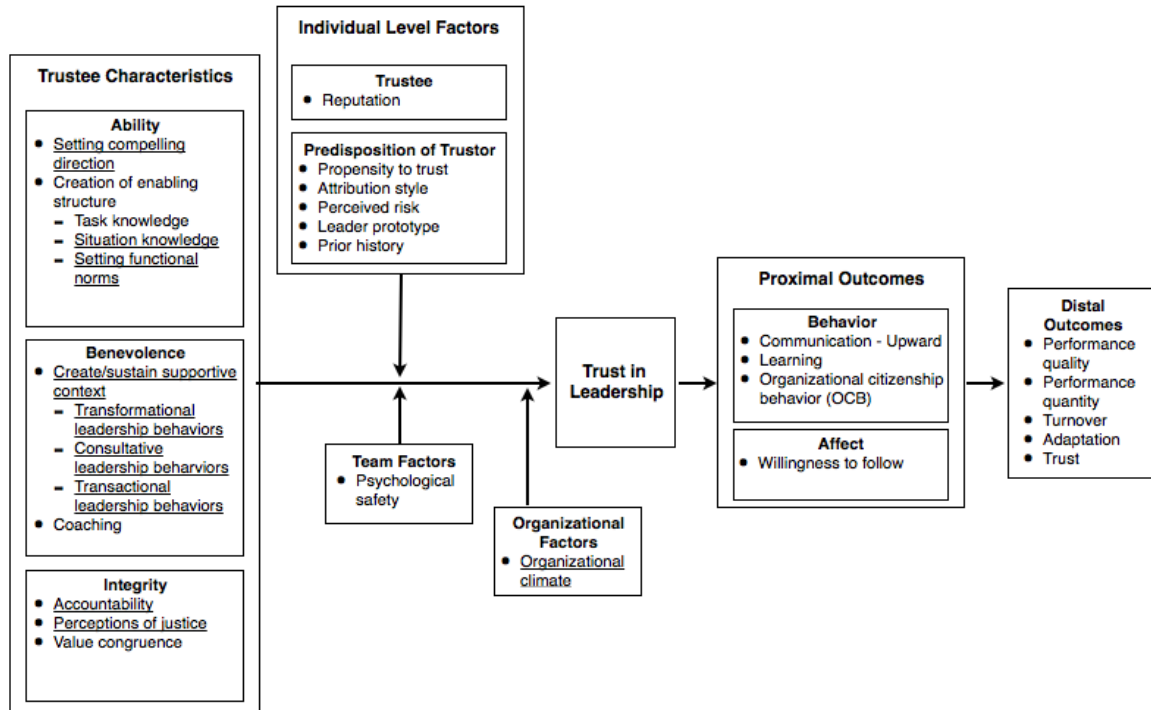 Trustee Characteristics
Ability
● Setting compelling
direction
● Creation of enabling
structure
– Task knowledge
– Situation knowledge
– Setting functional
norms
Benevolence
● Create/sustain supportive
context
– Transformational
leadership behaviors
– Consultative
leadership beharviors
– Transactional
leadership behaviors
● Coaching
Integrity
● Accountability
● Perceptions of justice
● Value congruence
Individual Level Factors
Trustee
● Reputation
Predisposition of Trustor
● Propensity to trust
● Attribution style
● Perceived risk
● Leader prototype
● Prior history
Team Factors
● Psychological
safety
Organizational
Factors
● Organizational
climate
Trust in
Leadership
Proximal Outcomes
Behavior
● Communication - Upward
● Learning
● Organizational citizenship
behavior (OCB)
Affect
● Willingness to follow
Distal
Outcomes
● Performance
quality
● Performance
quantity
● Turnover
● Adaptation
● Trust